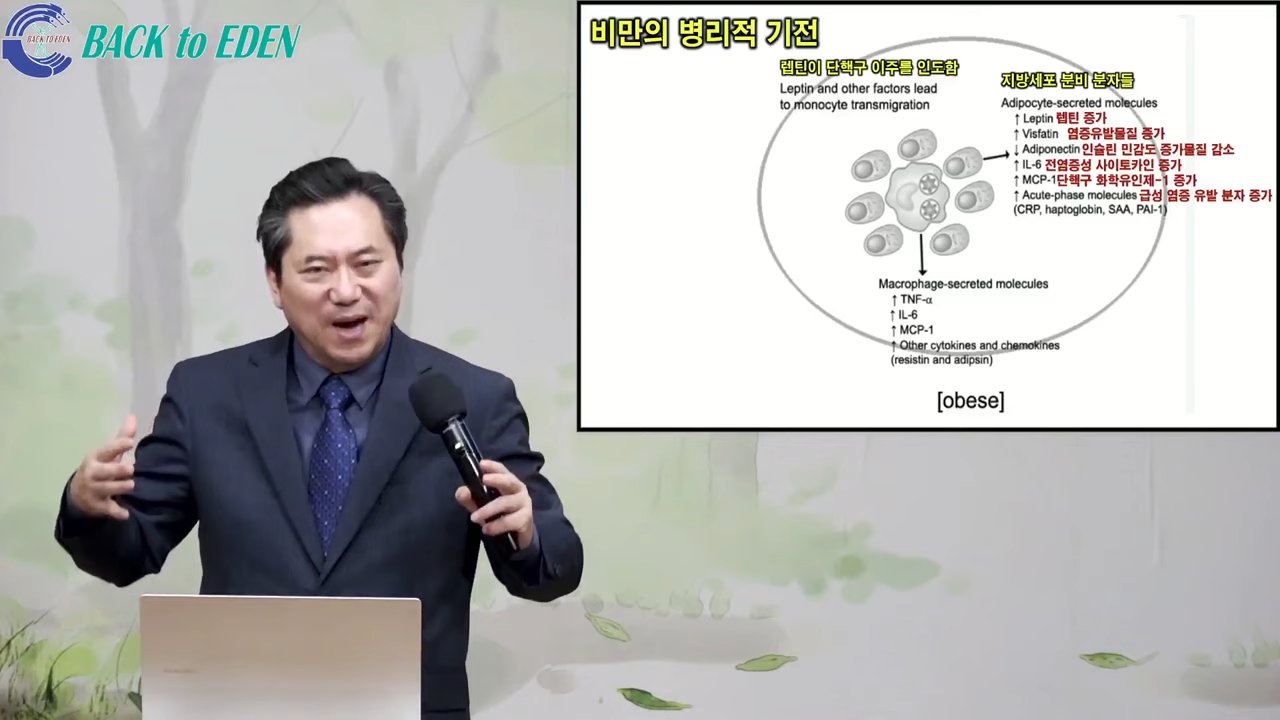 BACK TO EDEN
BACK to EDEN
비만의 병리적 기전
렙틴이 단핵구 이주를 인도함
Leptin and other factors lead
to monocyte transmigration
지방세포 분비 분자들
Adipocyte-secreted molecules
↑ Leptin 렙틴 증가
↑ Visfatin 염증유발물질 증가
↓ Adiponectin 인슐린 민감도 증가물질 감소
↑ IL-6 전염증성 사이토카인 증가
↑ MCP-1 단핵구 화학유인제-1 증가
↑ Acute-phase molecules 급성 염증 유발 분자 증가
(CRP, haptoglobin, SAA, PAI-1)
Macrophage-secreted molecules
↑ TNF-α
↑ IL-6
↑ MCP-1
↑ Other cytokines and chemokines
(resistin and adipsin)
[obese]